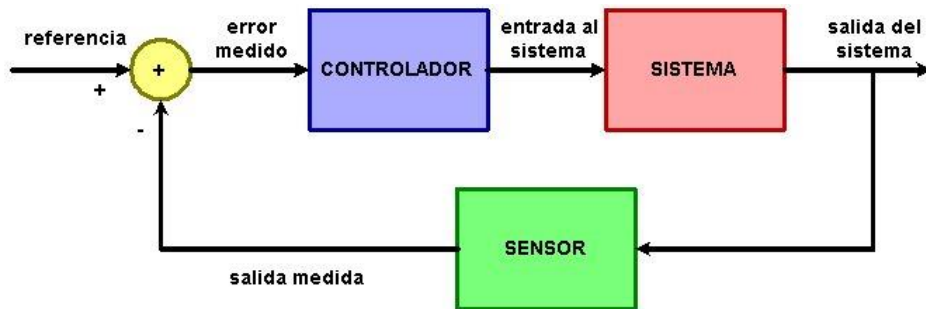 referencia
error
medido
CONTROLADOR
entrada al
sistema
SISTEMA
salida del
sistema
+
+
-
SENSOR
salida medida